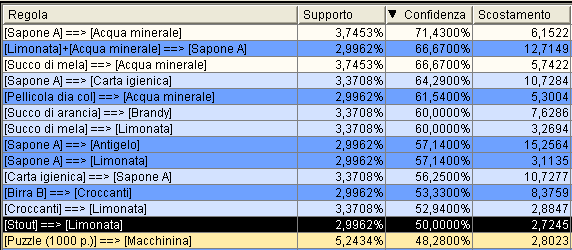 Regola Supporto ▼ Confidenza Scostamento
[Sapone A] ==> [Acqua minerale] 3,7453% 71,4300% 6,1522
[Limonata]+[Acqua minerale] ==> [Sapone A] 2,9962% 66,6700% 12,7149
[Succo di mela] ==> [Acqua minerale] 2,9962% 66,6700% 5,7422
[Sapone A] ==> [Carta igienica] 3,3708% 64,2900% 10,7284
[Pellicola dia col] ==> [Acqua minerale] 2,9962% 61,5400% 5,3004
[Succo di arancia] ==> [Brandy] 3,3708% 60,0000% 7,6286
[Succo di mela] ==> [Limonata] 3,3708% 60,0000% 3,2694
[Sapone A] ==> [Antigelo] 2,9962% 57,1400% 15,2564
[Sapone A] ==> [Limonata] 2,9962% 57,1400% 3,1135
[Carta igienica] ==> [Sapone A] 3,3708% 56,2500% 10,7277
[Birra B] ==> [Croccanti] 2,9962% 53,3300% 8,3759
[Croccanti] ==> [Limonata] 3,3708% 52,9400% 2,8847
[Stout] ==> [Limonata] 2,9962% 50,0000% 2,7245
[Puzzle (1000 p.)] ==> [Macchinina] 5,2434% 48,2800% 2,8023